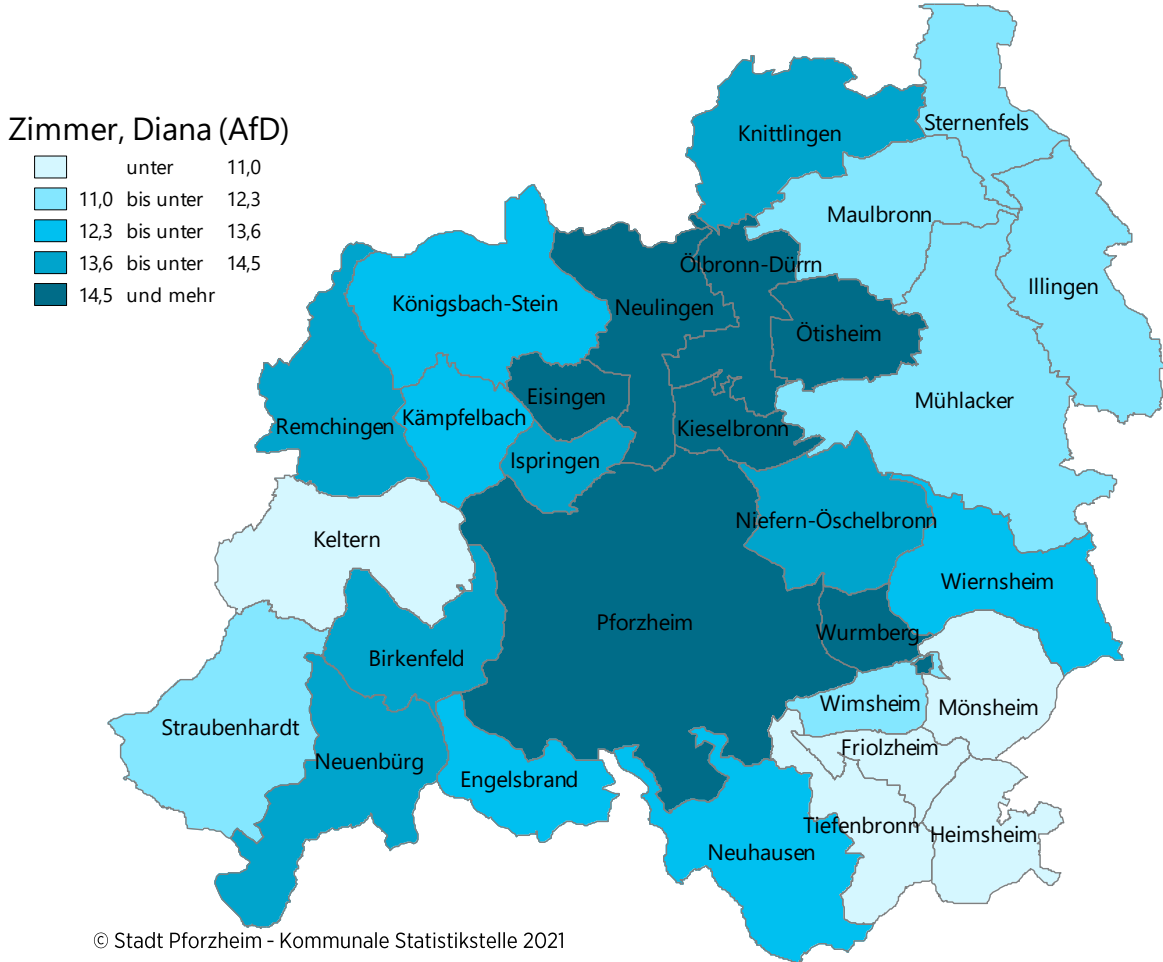 Zimmer, Diana (AfD)
unter 11,0
11,0 bis unter 12,3
12,3 bis unter 13,6
13,6 bis unter 14,5
14,5 und mehr
Sternenfels
Knittlingen
Maulbronn
Ölbronn-Dürrn
Illingen
Königsbach-Stein
Neulingen
Ötisheim
Eisingen
Mühlacker
Kämpfelbach
Remchingen
Kieselbronn
Ispringen
Niefern-Öschelbronn
Keltern
Wiernsheim
Pforzheim
Wurmberg
Birkenfeld
Wimsheim
Mönsheim
Straubenhardt
Friolzheim
Neuenbürg
Engelsbrand
Tiefenbronn
Heimsheim
Neuhausen
© Stadt Pforzheim - Kommunale Statistikstelle 2021